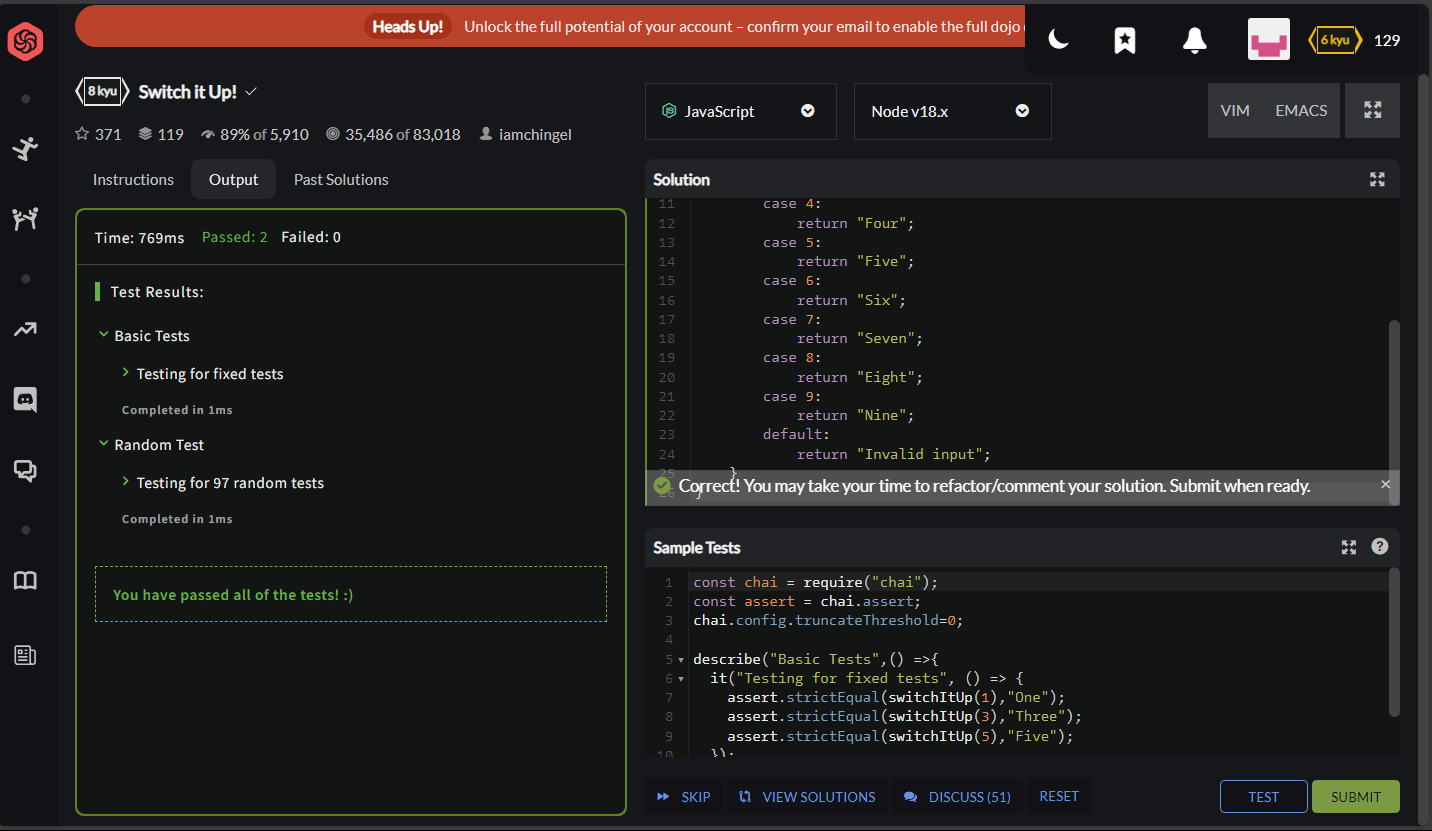 Heads Up! Unlock the full potential of your account – confirm your email to enable the full dojo
6 kyu 129
8 kyu Switch it Up!
371 119 89% of 5,910 35,486 of 83,018 iamchingel
Instructions Output Past Solutions
Time: 769ms Passed: 2 Failed: 0
Test Results:
Basic Tests
Testing for fixed tests
Completed in 1ms
Random Test
Testing for 97 random tests
Completed in 1ms
You have passed all of the tests! :)
JavaScript Node v18.x VIM EMACS
Solution
11 case 4:
12 return "Four";
13 case 5:
14 return "Five";
15 case 6:
16 return "Six";
17 case 7:
18 return "Seven";
19 case 8:
20 return "Eight";
21 case 9:
22 return "Nine";
23 default:
24 return "Invalid input";
25 }
26 }
Correct! You may take your time to refactor/comment your solution. Submit when ready.
Sample Tests
1 const chai = require("chai");
2 const assert = chai.assert;
3 chai.config.truncateThreshold=0;
4
5 describe("Basic Tests",() =>{
6 it("Testing for fixed tests", () => {
7 assert.strictEqual(switchItUp(1),"One");
8 assert.strictEqual(switchItUp(3),"Three");
9 assert.strictEqual(switchItUp(5),"Five");
10 });
SKIP VIEW SOLUTIONS DISCUSS (51) RESET TEST SUBMIT